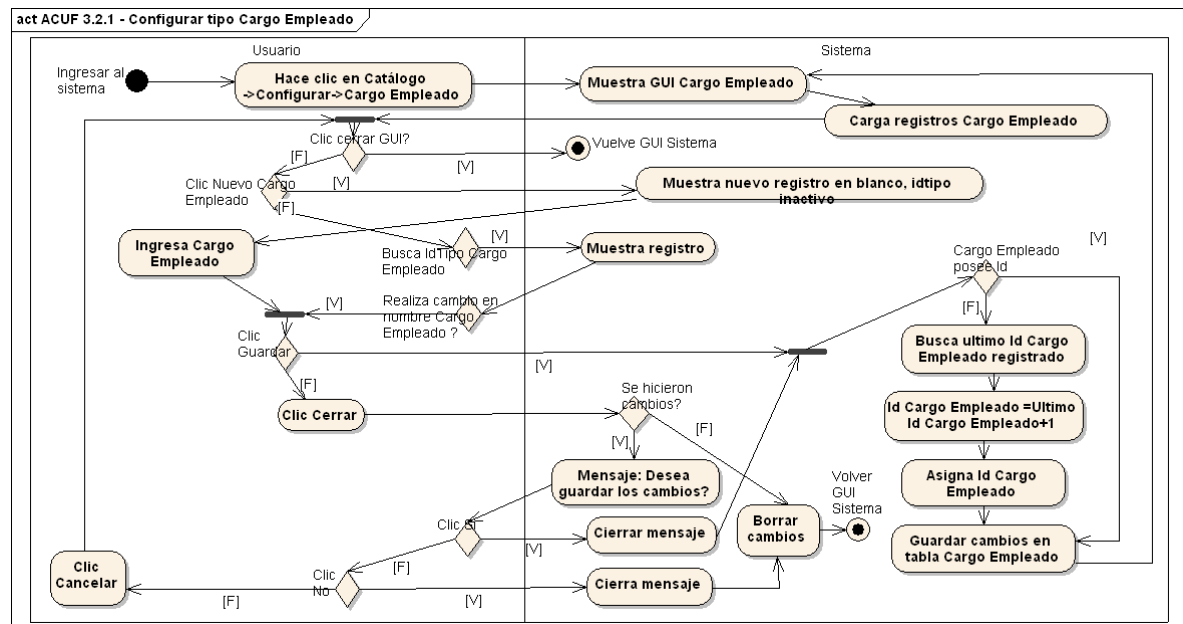 act ACUF 3.2.1 - Configurar tipo Cargo Empleado
Usuario
Sistema
Ingresar al
sistema
Hace clic en Catálogo
->Configurar->Cargo Empleado
Muestra GUI Cargo Empleado
Carga registros Cargo Empleado
Clic cerrar GUI?
[F]
[V]
Vuelve GUI Sistema
Clic Nuevo Cargo
Empleado
[V]
[F]
Muestra nuevo registro en blanco, idtipo
inactivo
Ingresa Cargo
Empleado
Busca IdTipo Cargo
Empleado
[V]
Muestra registro
Cargo Empleado
posee Id
[V]
[F]
Realiza cambio en
nombre Cargo
Empleado ?
[V]
Clic
Guardar
[V]
[F]
Busca ultimo Id Cargo
Empleado registrado
Clic Cerrar
Se hicieron
cambios?
[F]
[V]
Id Cargo Empleado =Ultimo
Id Cargo Empleado+1
Mensaje: Desea
guardar los cambios?
Asigna Id Cargo
Empleado
Volver
GUI
Sistema
Borrar
cambios
Clic Si
[V]
[F]
Cierrar mensaje
Guardar cambios en
tabla Cargo Empleado
Clic
Cancelar
Clic
No
[F]
[V]
Cierra mensaje